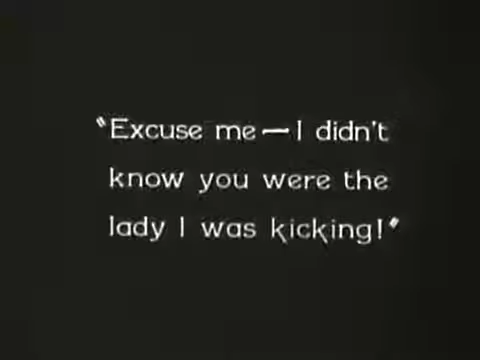 "Excuse me—I didn't
know you were the
lady I was kicking!"